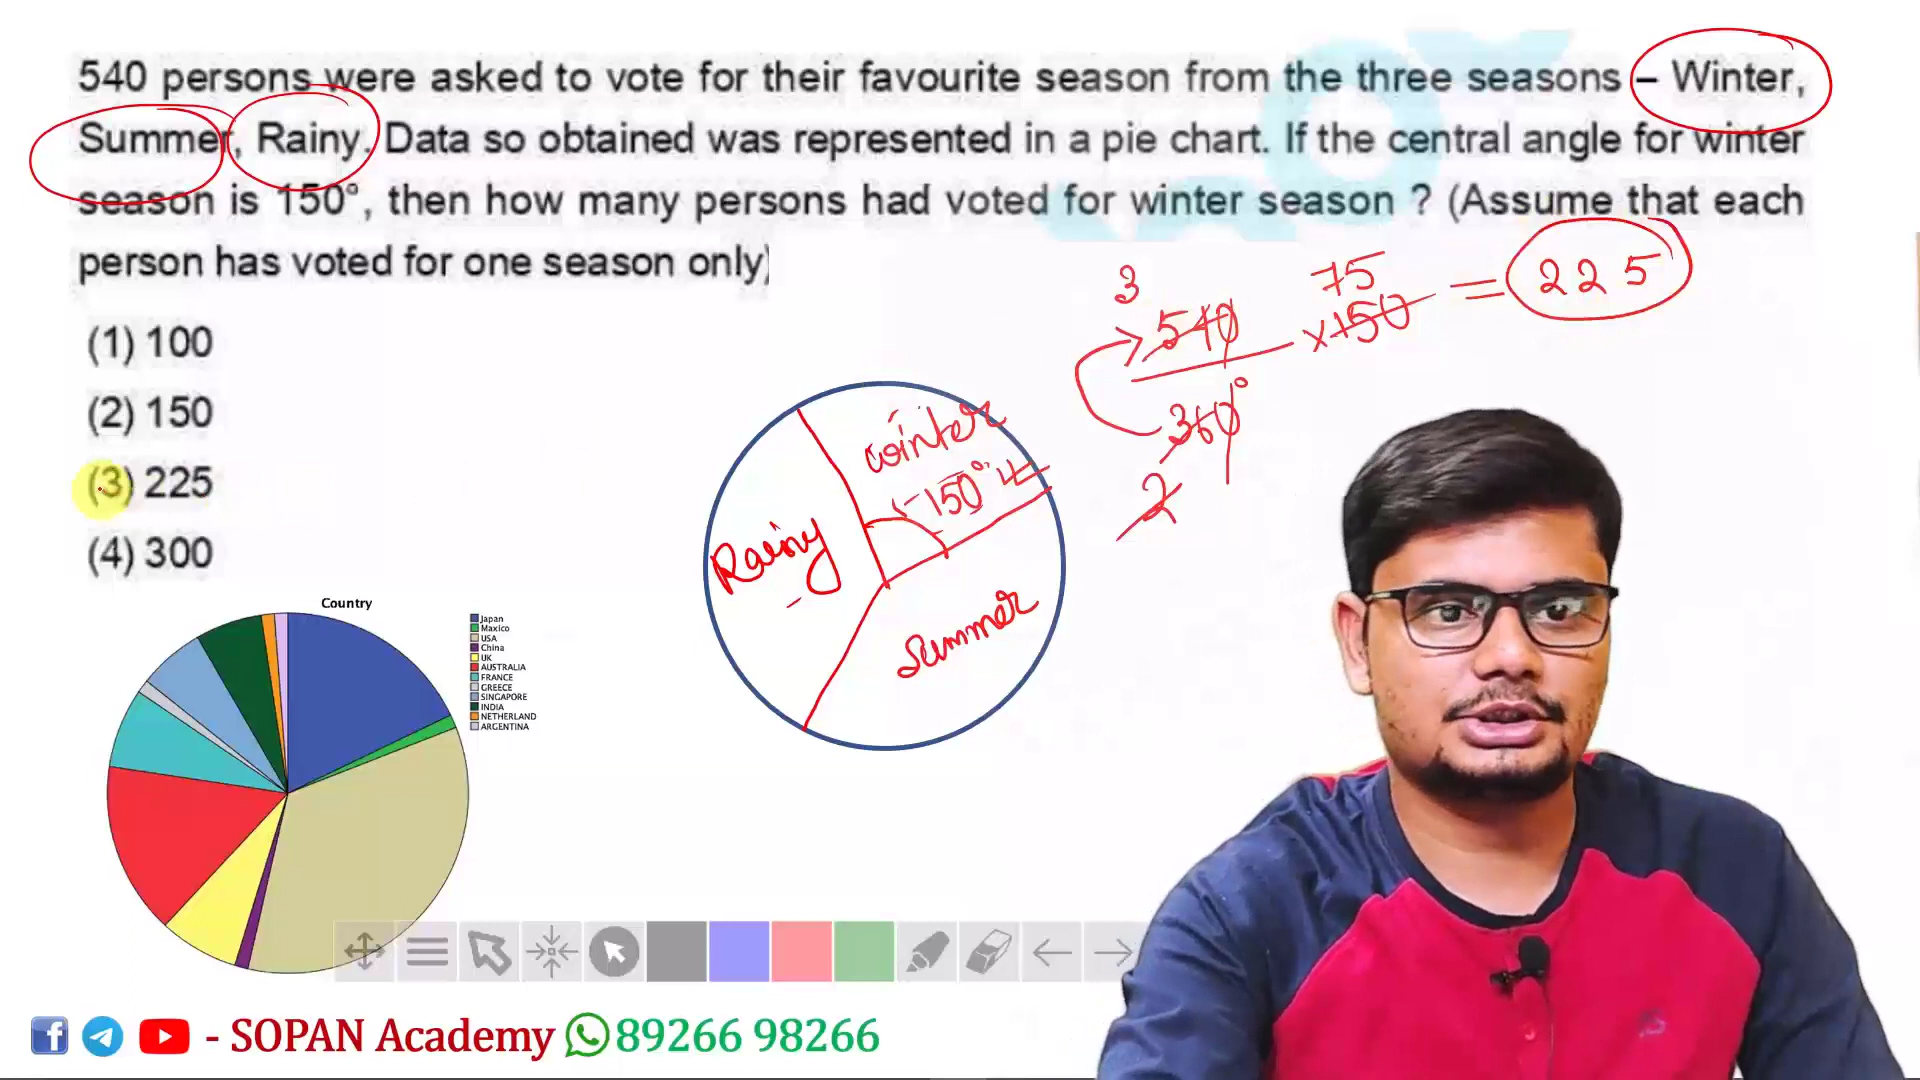 540 persons were asked to vote for their favourite season from the three seasons – Winter,
Summer, Rainy. Data so obtained was represented in a pie chart. If the central angle for winter
season is 150°, then how many persons had voted for winter season ? (Assume that each
person has voted for one season only)
(1) 100
(2) 150
(3) 225
(4) 300
3
75
540
×150
= 225
360°
2
winter
150°
Rainy
Summer
Country
Japan
Maxico
USA
China
UK
AUSTRALIA
FRANCE
GREECE
SINGAPORE
INDIA
NETHERLAND
ARGENTINA
- SOPAN Academy 89266 98266